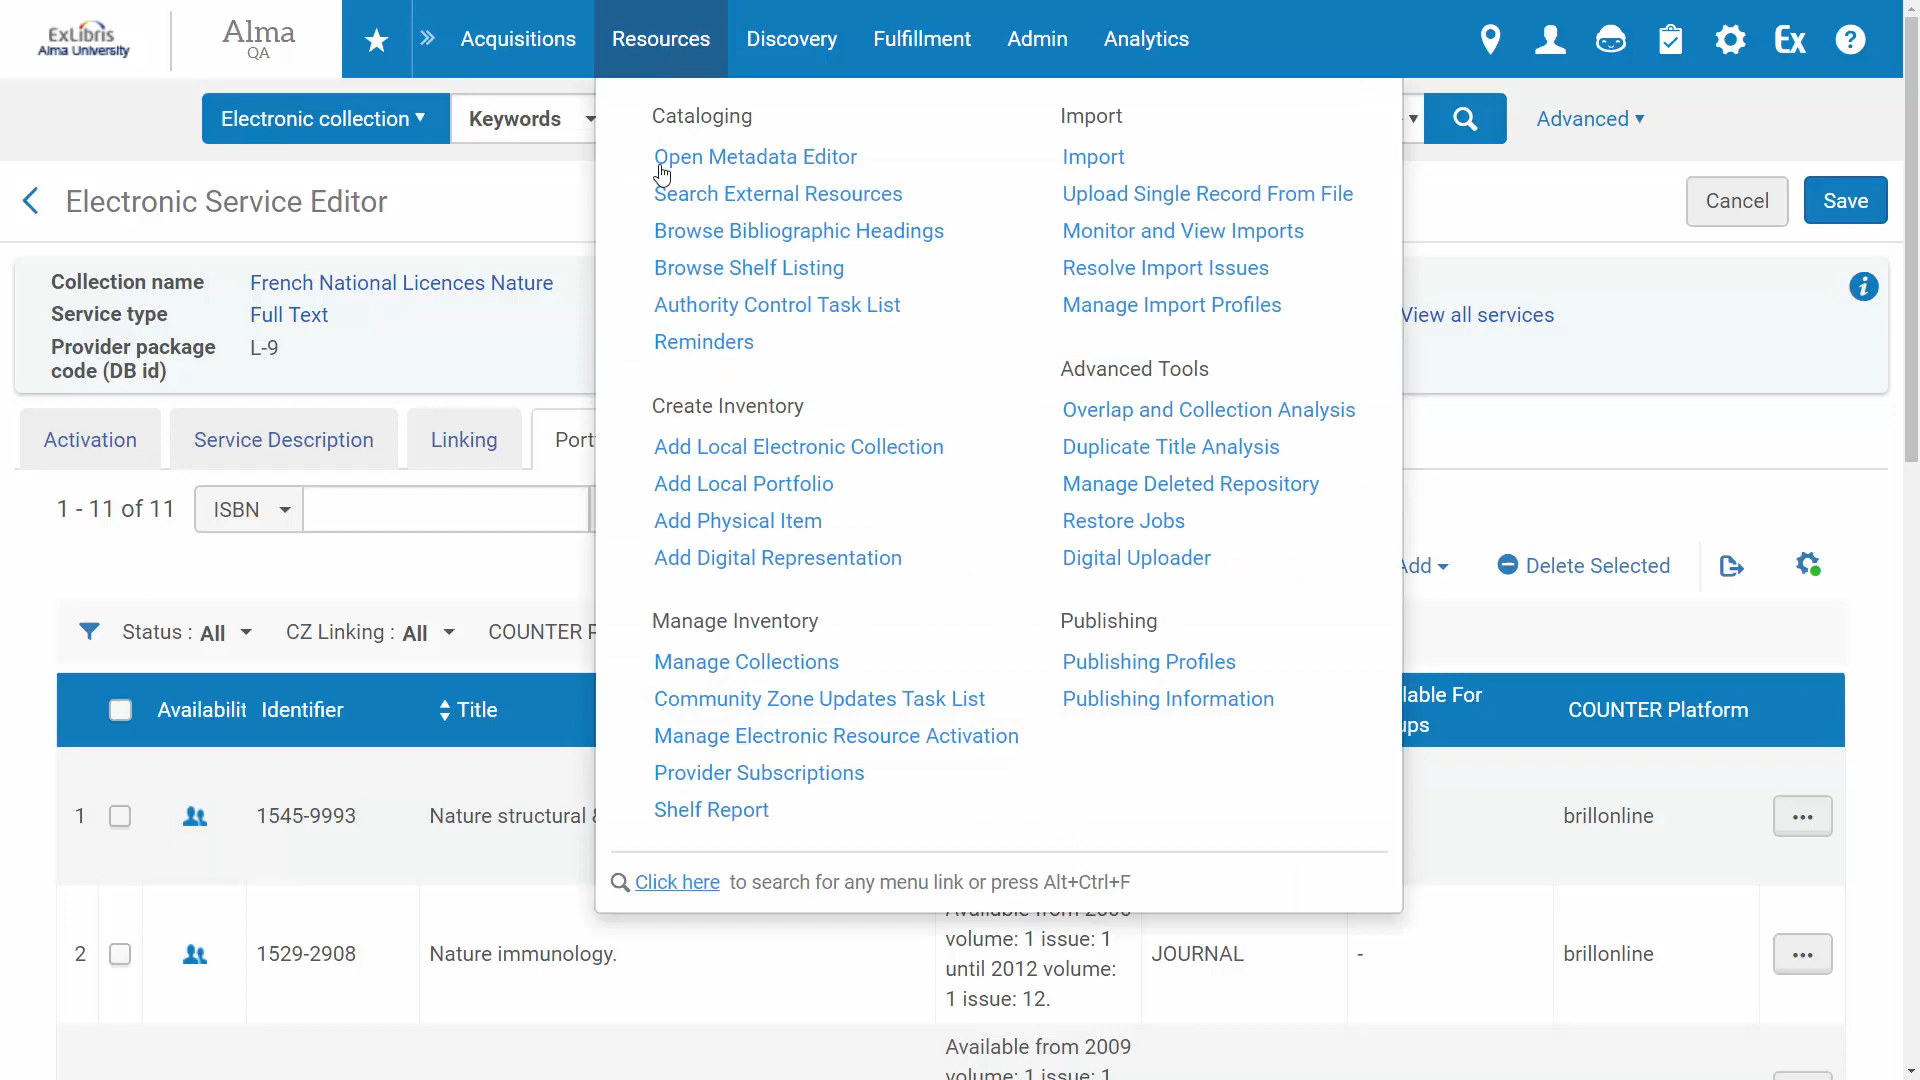 ExLibris
Alma University
Alma
QA
Acquisitions
Resources
Discovery
Fulfillment
Admin
Analytics
Ex
?
Electronic collection
Keywords
Advanced
Electronic Service Editor
Cancel
Save
Collection name French National Licences Nature
Service type Full Text
Provider package L-9
code (DB id)
View all services
Activation
Service Description
Linking
Port
1 - 11 of 11
ISBN
Add
Delete Selected
Status : All
CZ Linking : All
COUNTER P
Availabilit
Identifier
Title
lable For
ups
COUNTER Platform
1
1545-9993
Nature structural &
brillonline
...
2
1529-2908
Nature immunology.
volume: 1 issue: 1
until 2012 volume:
1 issue: 12.
JOURNAL
-
brillonline
...
Available from 2009
volume: 1 issue: 1
Cataloging
Open Metadata Editor
Search External Resources
Browse Bibliographic Headings
Browse Shelf Listing
Authority Control Task List
Reminders
Create Inventory
Add Local Electronic Collection
Add Local Portfolio
Add Physical Item
Add Digital Representation
Manage Inventory
Manage Collections
Community Zone Updates Task List
Manage Electronic Resource Activation
Provider Subscriptions
Shelf Report
Import
Import
Upload Single Record From File
Monitor and View Imports
Resolve Import Issues
Manage Import Profiles
Advanced Tools
Overlap and Collection Analysis
Duplicate Title Analysis
Manage Deleted Repository
Restore Jobs
Digital Uploader
Publishing
Publishing Profiles
Publishing Information
Click here to search for any menu link or press Alt+Ctrl+F